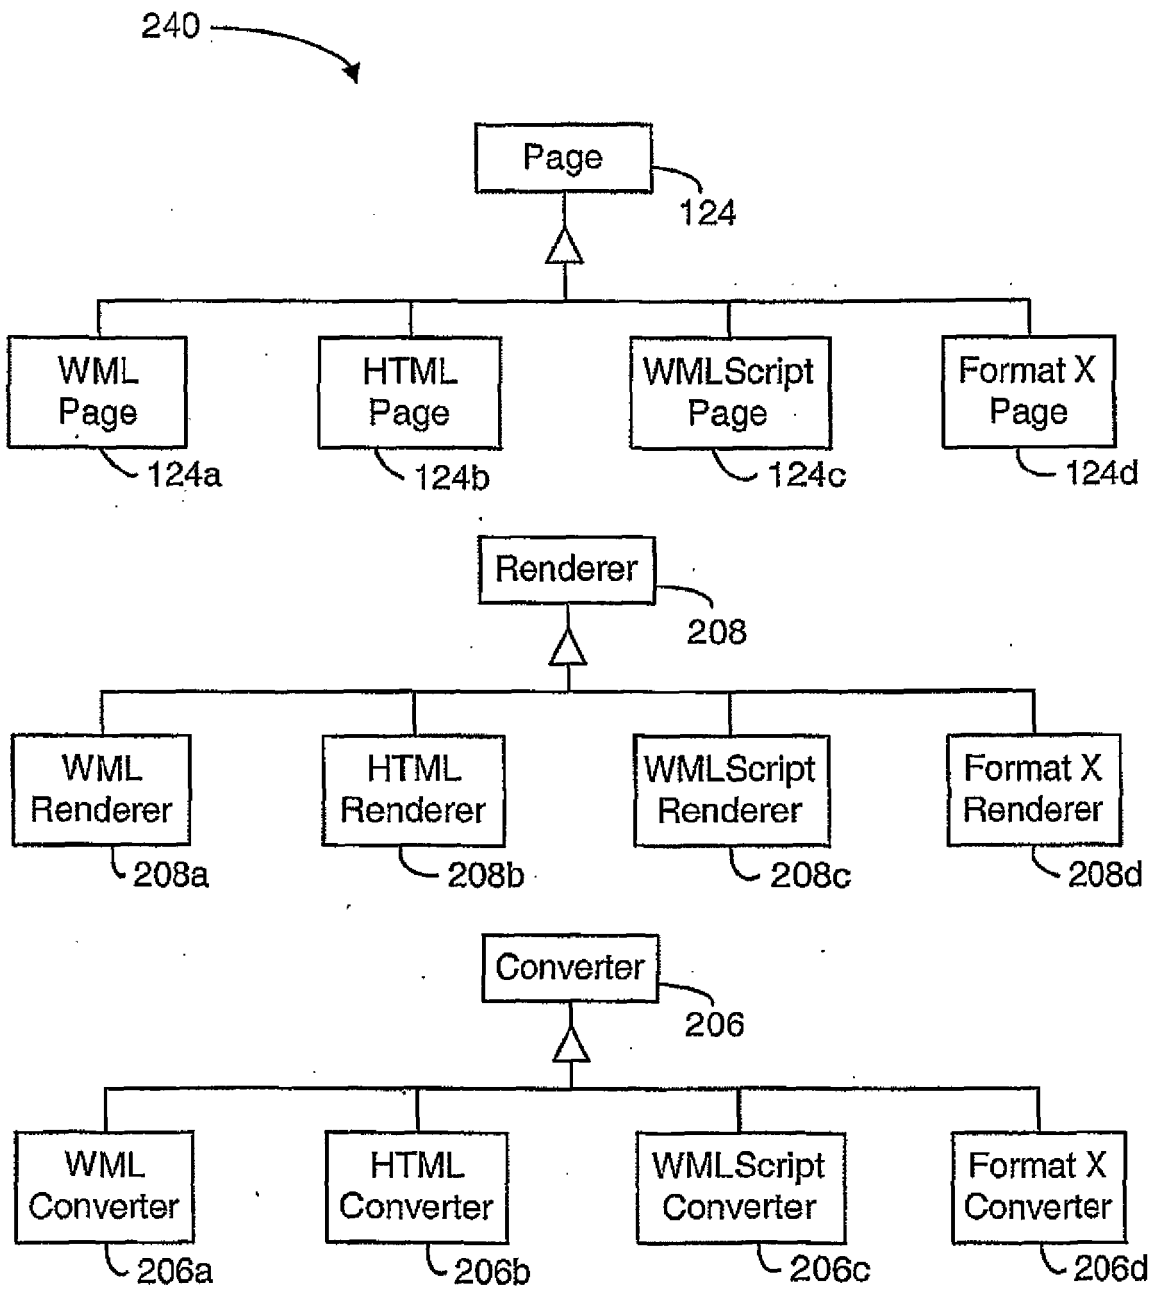 240
Page
124
WML
Page
124a
HTML
Page
124b
WMLScript
Page
124c
Format X
Page
124d
Renderer
208
WML
Renderer
208a
HTML
Renderer
208b
WMLScript
Renderer
208c
Format X
Renderer
208d
Converter
206
WML
Converter
206a
HTML
Converter
206b
WMLScript
Converter
206c
Format X
Converter
206d